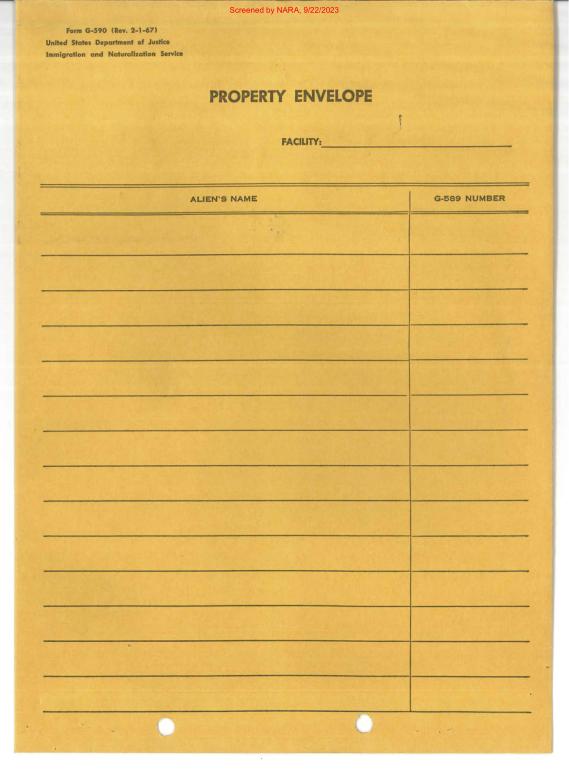 Screened by NARA, 9/22/2023
Form G-590 (Rev. 2-1-67)
United States Department of Justice
Immigration and Naturalization Service
PROPERTY ENVELOPE
FACILITY:
ALIEN'S NAME G-589 NUMBER